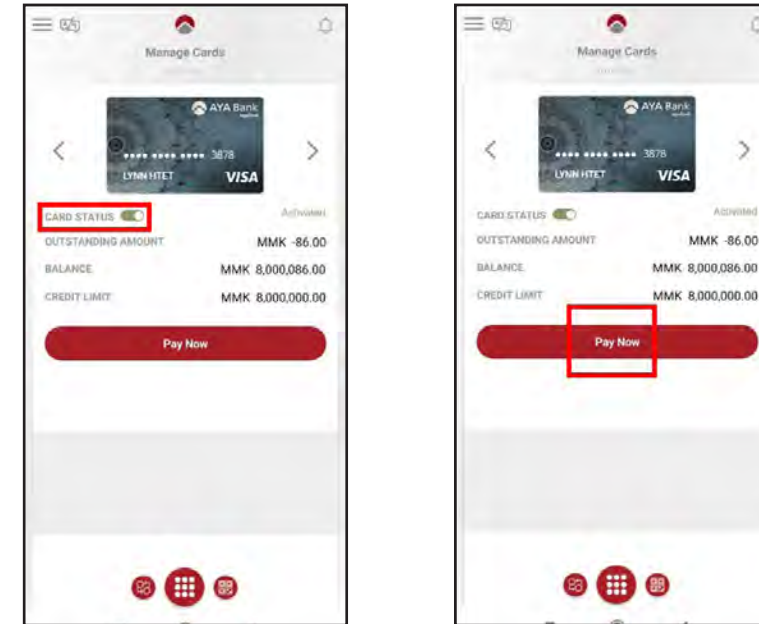 Manage Cards
AYA Bank
•••• •••• •••• 3878
LYNN HTET
VISA
CARD STATUS Activated
OUTSTANDING AMOUNT MMK -86.00
BALANCE MMK 8,000,086.00
CREDIT LIMIT MMK 8,000,000.00
Pay Now
Manage Cards
AYA Bank
•••• •••• •••• 3878
LYNN HTET
VISA
CARD STATUS Activated
OUTSTANDING AMOUNT MMK -86.00
BALANCE MMK 8,000,086.00
CREDIT LIMIT MMK 8,000,000.00
Pay Now